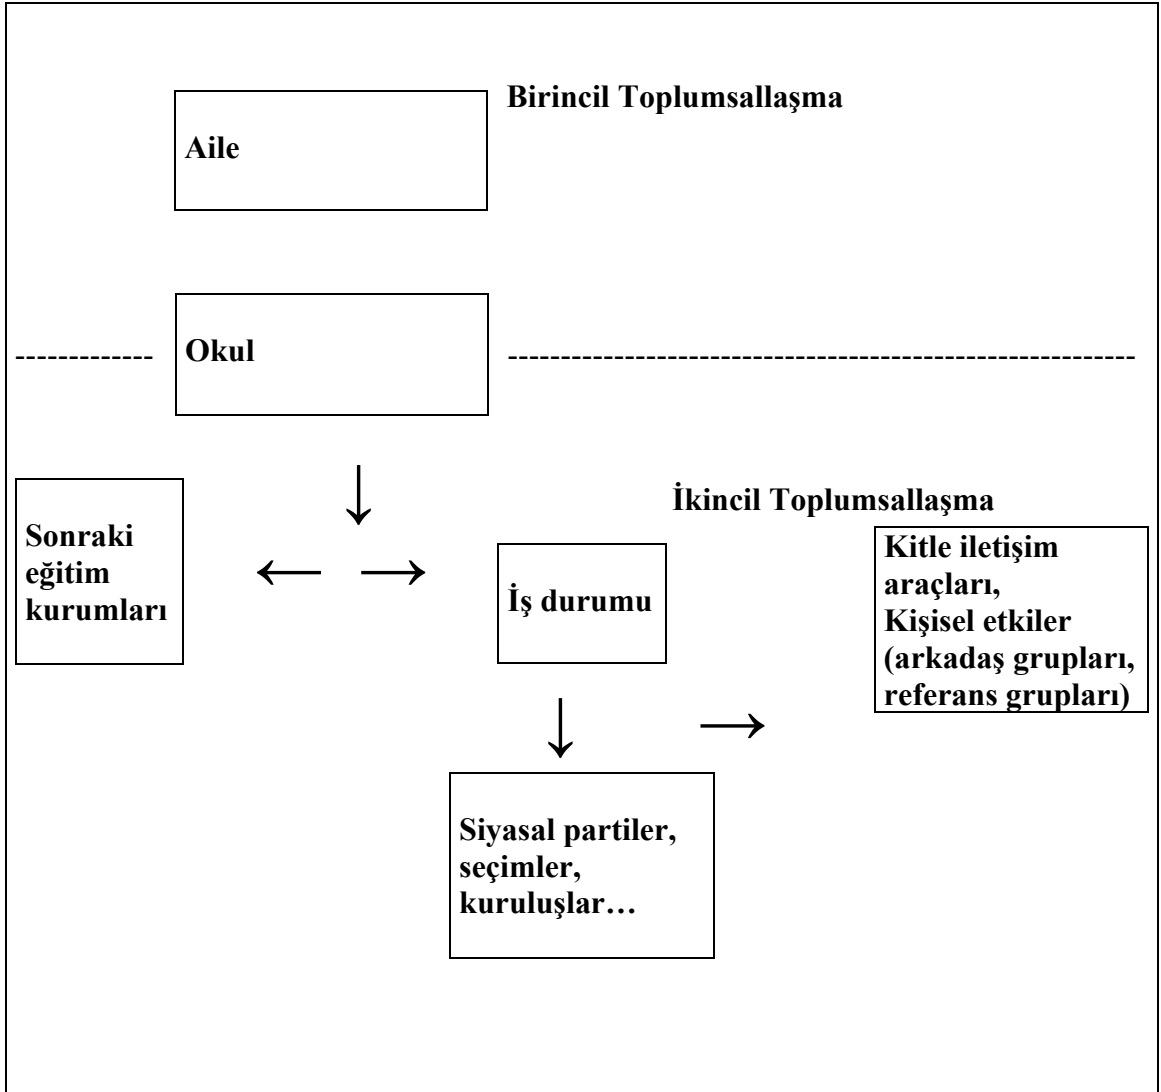 Birincil Toplumsallaşma
Aile
Okul
İkincil Toplumsallaşma
Sonraki
eğitim
kurumları
İş durumu
Kitle iletişim
araçları,
Kişisel etkiler
(arkadaş grupları,
referans grupları)
Siyasal partiler,
seçimler,
kuruluşlar…